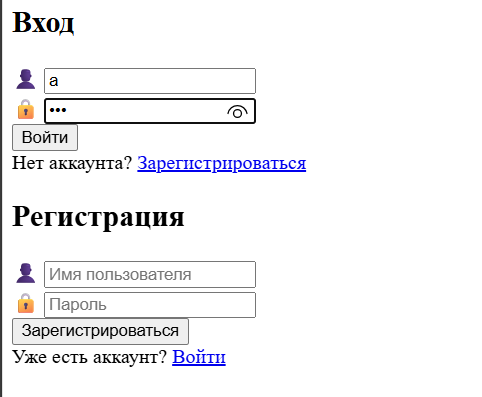 Вход
a
•••
Войти
Нет аккаунта? Зарегистрироваться
Регистрация
Имя пользователя
Пароль
Зарегистрироваться
Уже есть аккаунт? Войти